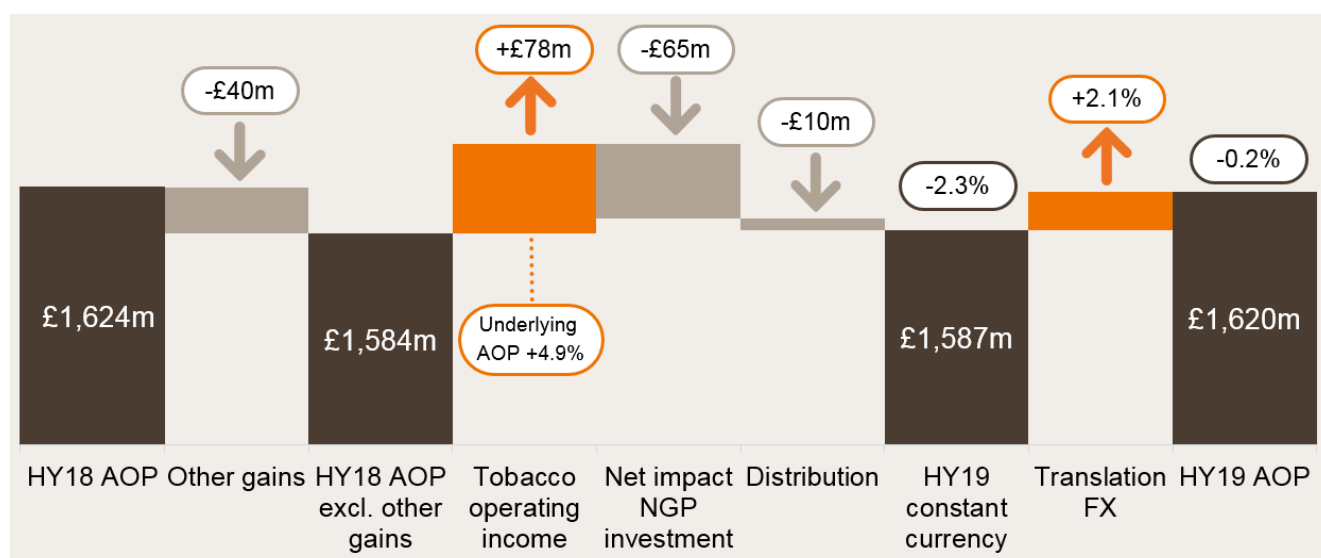 +£78m
-£65m
-£40m
+2.1%
-£10m
-0.2%
-2.3%
£1,624m
£1,584m
Underlying
AOP +4.9%
£1,587m
£1,620m
HY18 AOP
Other gains
HY18 AOP
excl. other
gains
Tobacco
operating
income
Net impact
NGP
investment
Distribution
HY19
constant
currency
Translation
FX
HY19 AOP